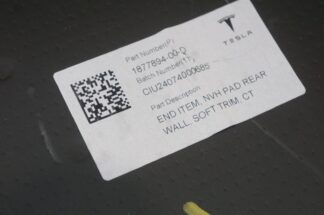 TESLA
Part Number(P)
1877894-00-D
Batch Number(1T)
CIU24074000685
Part Description
END ITEM, NVH PAD REAR
WALL, SOFT TRIM, CT